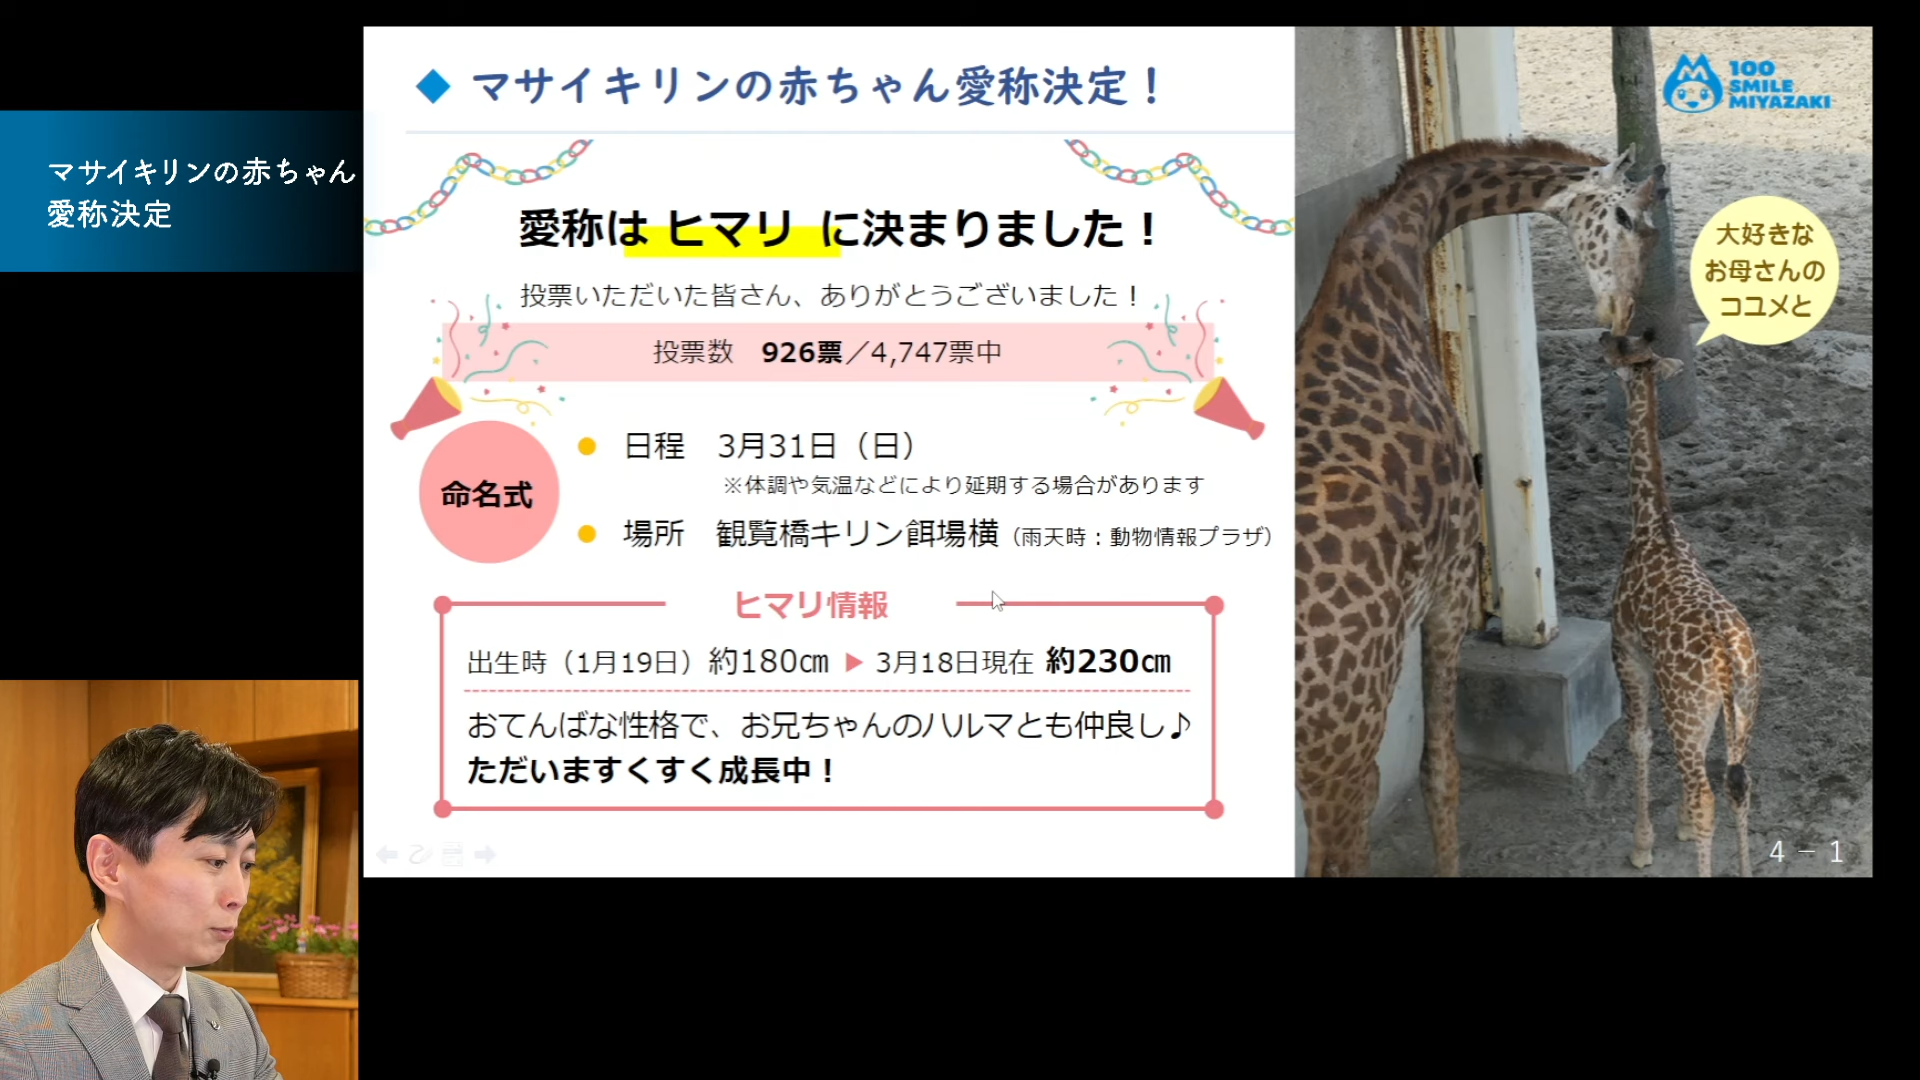 マサイキリンの赤ちゃん
愛称決定
マサイキリンの赤ちゃん愛称決定！
愛称は ヒマリ に決まりました！
投票いただいた皆さん、ありがとうございました！
投票数　926票／4,747票中
命名式
日程　3月31日（日）
※体調や気温などにより延期する場合があります
場所　観覧橋キリン餌場横（雨天時：動物情報プラザ）
ヒマリ情報
出生時（1月19日）約180㎝ ▶ 3月18日現在 約230㎝
おてんばな性格で、お兄ちゃんのハルマとも仲良し♪
ただいますくすく成長中！
100
SMILE
MIYAZAKI
大好きな
お母さんの
コユメと
4 － 1